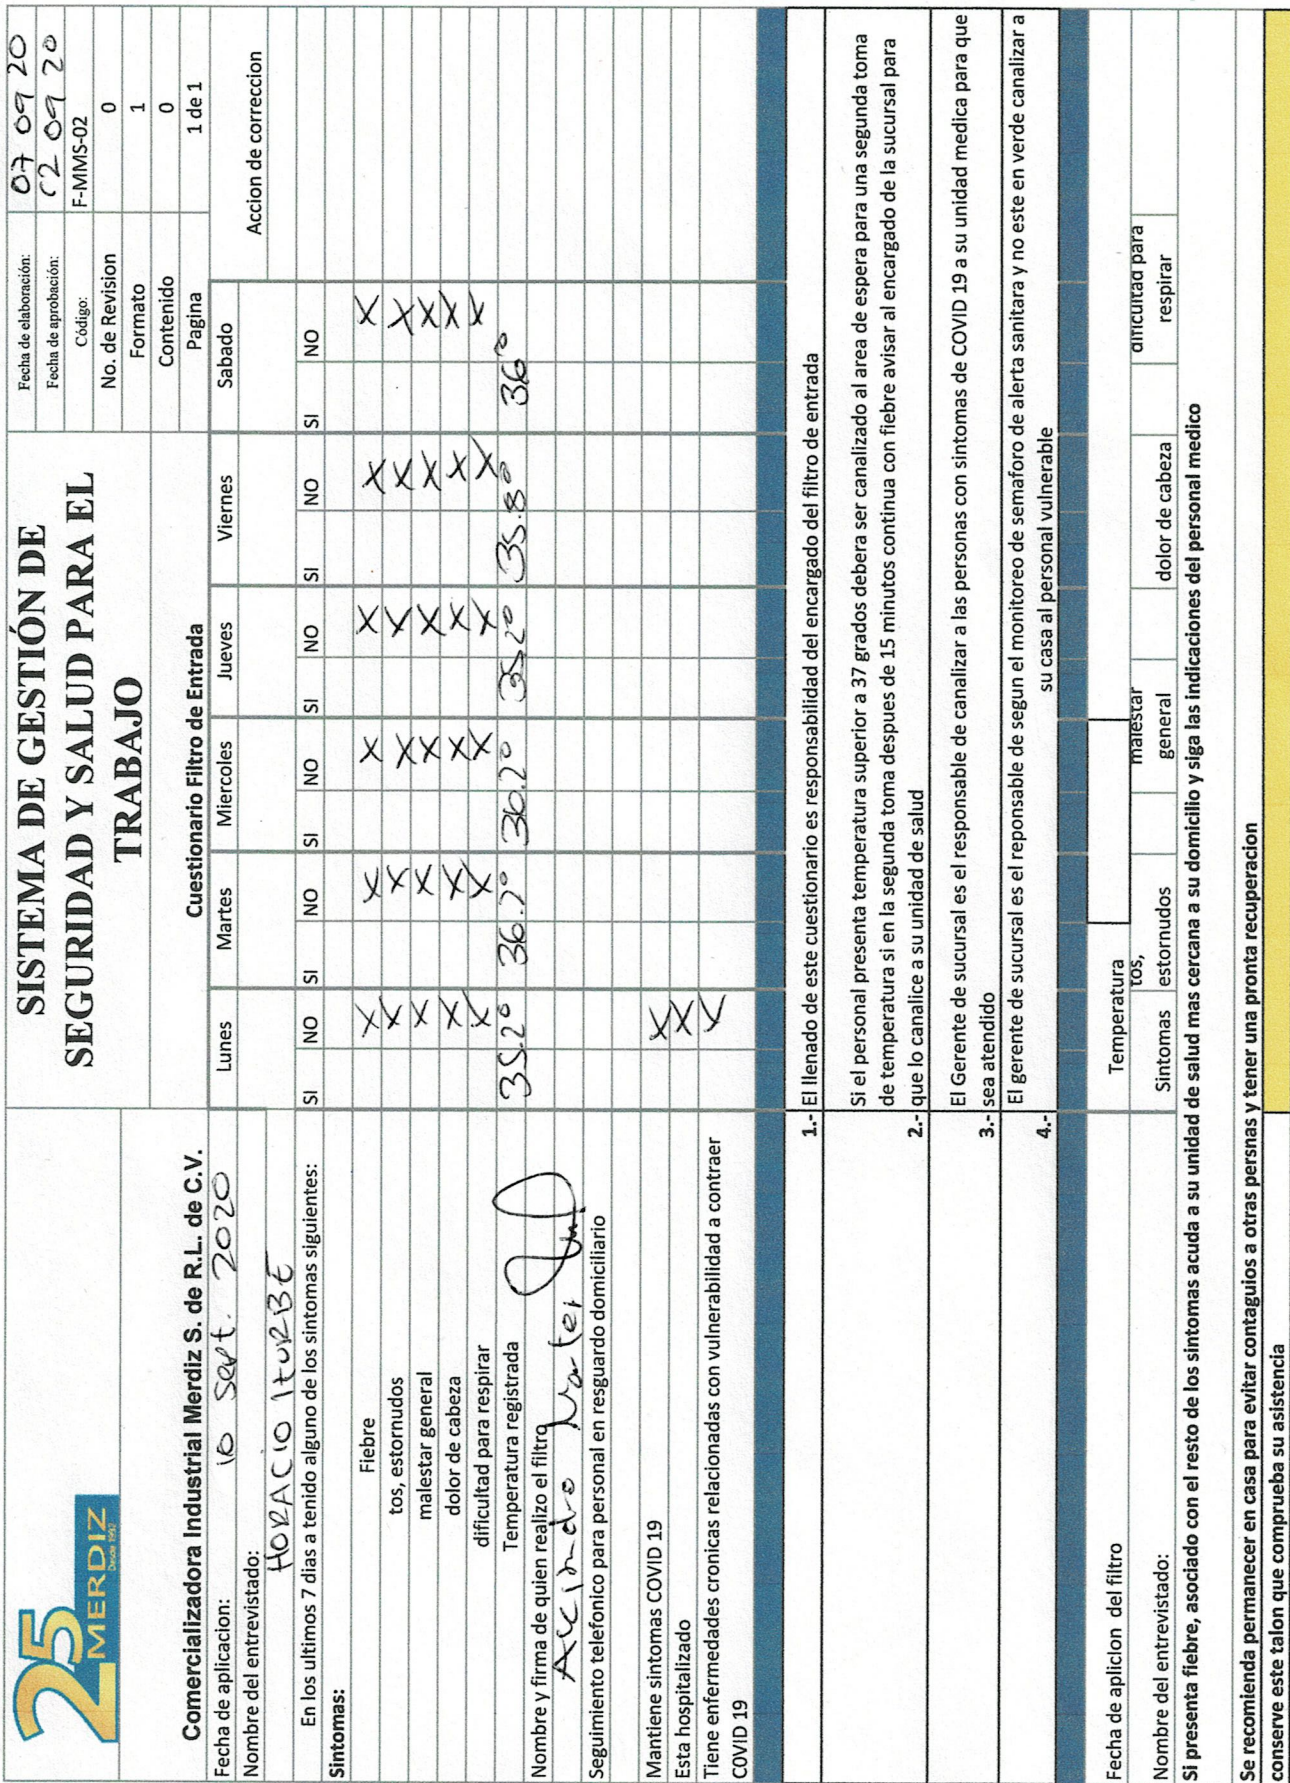 25
MERDIZ
Desde 1992
SISTEMA DE GESTIÓN DE
SEGURIDAD Y SALUD PARA EL
TRABAJO
Fecha de elaboración: 07 09 20
Fecha de aprobación: 09 20
Código: F-MMS-02
No. de Revision 0
Formato 1
Contenido 0
Pagina 1 de 1
Comercializadora Industrial Merdiz S. de R.L. de C.V.
Cuestionario Filtro de Entrada
Fecha de aplicacion: 10 Sept. 2020
Lunes Martes Miercoles Jueves Viernes Sabado
Accion de correccion
Nombre del entrevistado:
HORACIO ITURBE
En los ultimos 7 dias a tenido alguno de los sintomas siguientes:
SI NO SI NO SI NO SI NO SI NO SI NO
Sintomas:
Fiebre X X X X X X
tos, estornudos X X X X X X
malestar general X X X X X X
dolor de cabeza X X X X X X
dificultad para respirar X X X X X X
Temperatura registrada 35.2° 36.7° 36.2° 35.2° 35.8° 36°
Nombre y firma de quien realizo el filtro
Seguimiento telefonico para personal en resguardo domiciliario
Mantiene sintomas COVID 19 X
Esta hospitalizado X
Tiene enfermedades cronicas relacionadas con vulnerabilidad a contraer X
COVID 19
1.- El llenado de este cuestionario es responsabilidad del encargado del filtro de entrada
Si el personal presenta temperatura superior a 37 grados debera ser canalizado al area de espera para una segunda toma
de temperatura si en la segunda toma despues de 15 minutos continua con fiebre avisar al encargado de la sucursal para
2.- que lo canalice a su unidad de salud
El Gerente de sucursal es el responsable de canalizar a las personas con sintomas de COVID 19 a su unidad medica para que
3.- sea atendido
El gerente de sucursal es el reponsable de segun el monitoreo de semaforo de alerta sanitara y no este en verde canalizar a
4.- su casa al personal vulnerable
Fecha de aplicion del filtro
Temperatura
Nombre del entrevistado:
Sintomas
tos,
estornudos
malestar
general
dolor de cabeza
dificultad para
respirar
Si presenta fiebre, asociado con el resto de los sintomas acuda a su unidad de salud mas cercana a su domicilio y siga las indicaciones del personal medico
Se recomienda permanecer en casa para evitar contaguios a otras persnas y tener una pronta recuperacion
conserve este talon que comprueba su asistencia